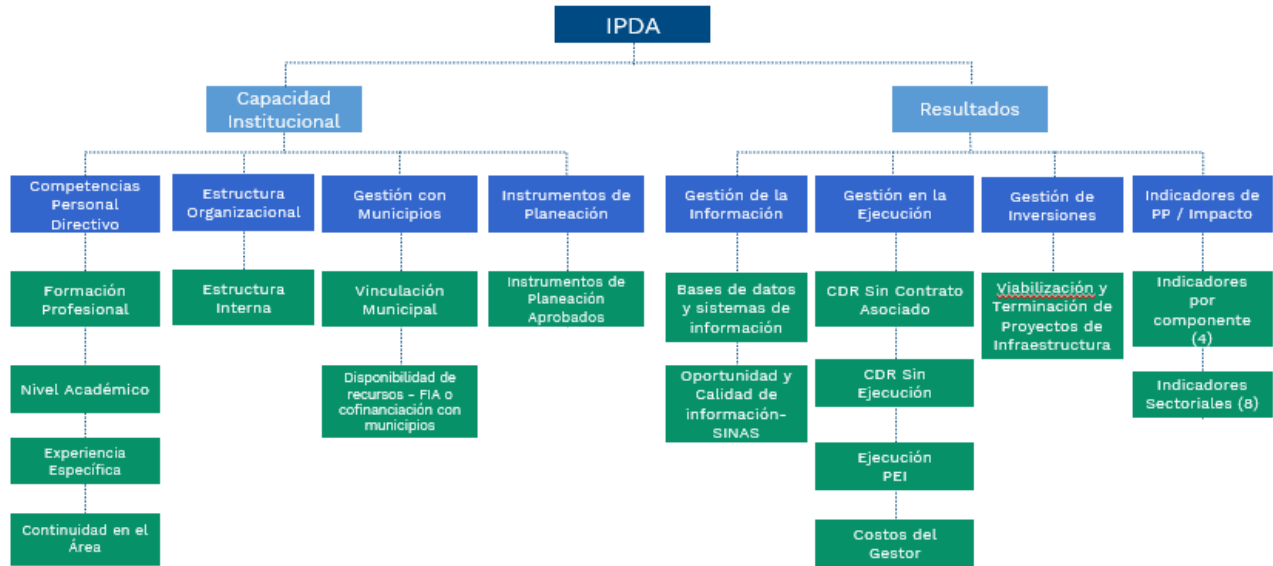 IPDA
Capacidad
Institucional
Resultados
Competencias
Personal
Directivo
Estructura
Organizacional
Gestión con
Municipios
Instrumentos de
Planeación
Gestión de la
Información
Gestión en la
Ejecución
Gestión de
Inversiones
Indicadores de
PP / Impacto
Formación
Profesional
Estructura
Interna
Vinculación
Municipal
Instrumentos de
Planeación
Aprobados
Bases de datos
y sistemas de
información
CDR Sin Contrato
Asociado
Viabilización y
Terminación de
Proyectos de
Infraestructura
Indicadores
por
componente
(4)
Nivel Académico
Disponibilidad de
recursos – FIA o
cofinanciación con
municipios
Oportunidad y
Calidad de
información-
SINAS
CDR Sin
Ejecución
Indicadores
Sectoriales (8)
Experiencia
Específica
Ejecución
PEI
Continuidad en el
Área
Costos del
Gestor